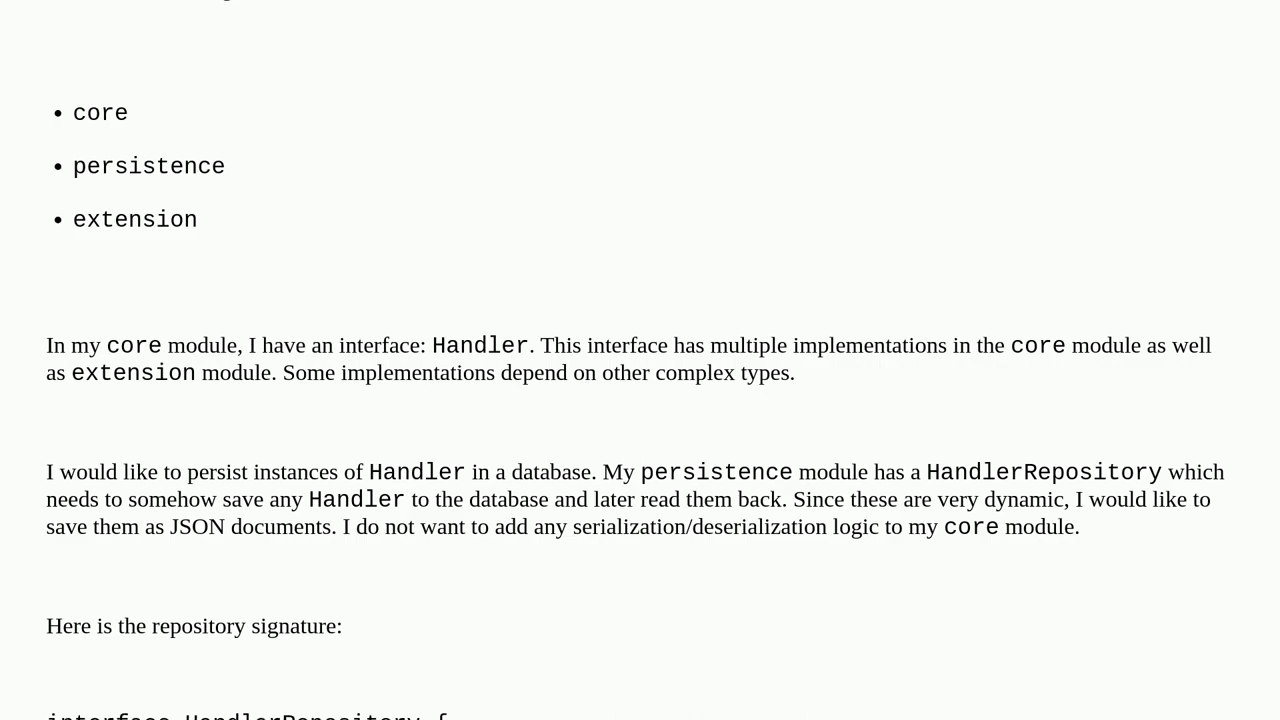 • core
• persistence
• extension
In my core module, I have an interface: Handler. This interface has multiple implementations in the core module as well
as extension module. Some implementations depend on other complex types.
I would like to persist instances of Handler in a database. My persistence module has a HandlerRepository which
needs to somehow save any Handler to the database and later read them back. Since these are very dynamic, I would like to
save them as JSON documents. I do not want to add any serialization/deserialization logic to my core module.
Here is the repository signature:
interface HandlerRepository {